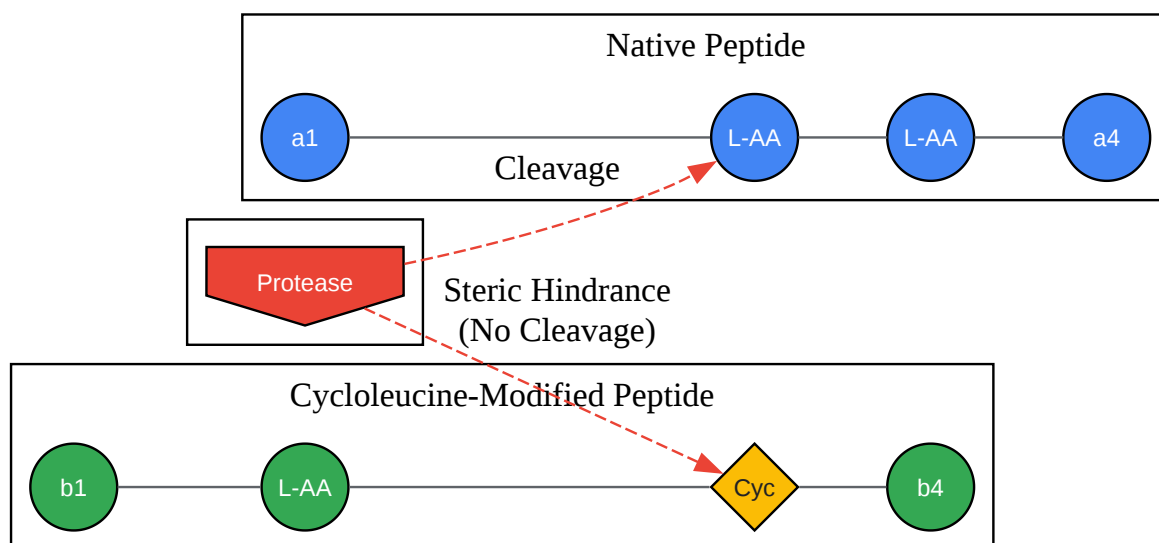 Native Peptide
a1
L-AA
L-AA
a4
Cleavage
Protease
Steric Hindrance
(No Cleavage)
Cycloleucine-Modified Peptide
b1
L-AA
Cyc
b4